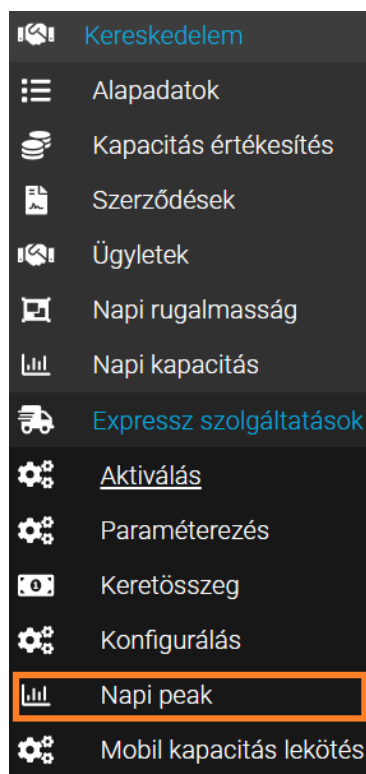 Kereskedelem
Alapadatok
Kapacitás értékesítés
Szerződések
Ügyletek
Napi rugalmasság
Napi kapacitás
Expressz szolgáltatások
Aktiválás
Paraméterezés
Keretösszeg
Konfigurálás
Napi peak
Mobil kapacitás lekötés